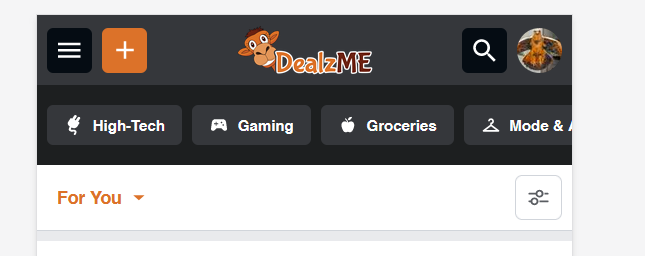 DealzME
High-Tech Gaming Groceries Mode & A
For You